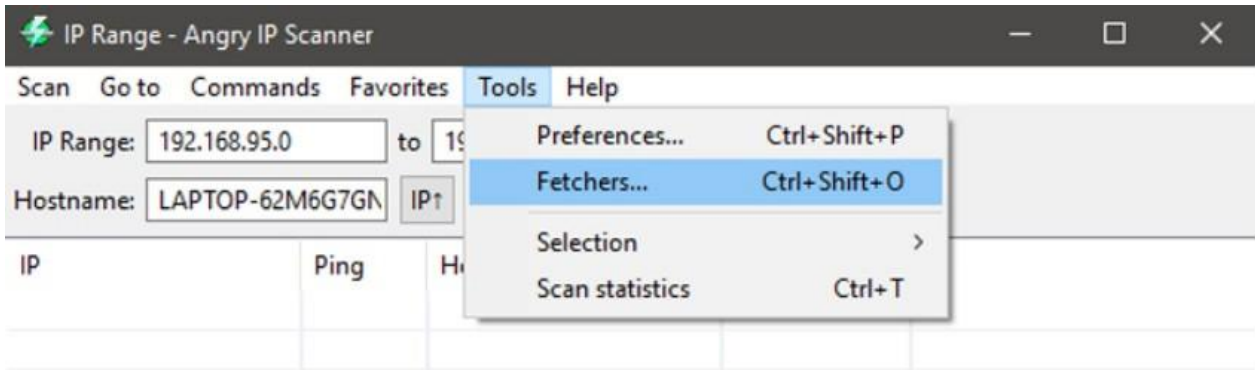 IP Range - Angry IP Scanner
Scan Go to Commands Favorites Tools Help
IP Range: 192.168.95.0 to
Hostname: LAPTOP-62M6G7GN IP↑
Preferences... Ctrl+Shift+P
Fetchers... Ctrl+Shift+O
Selection >
Scan statistics Ctrl+T
IP Ping